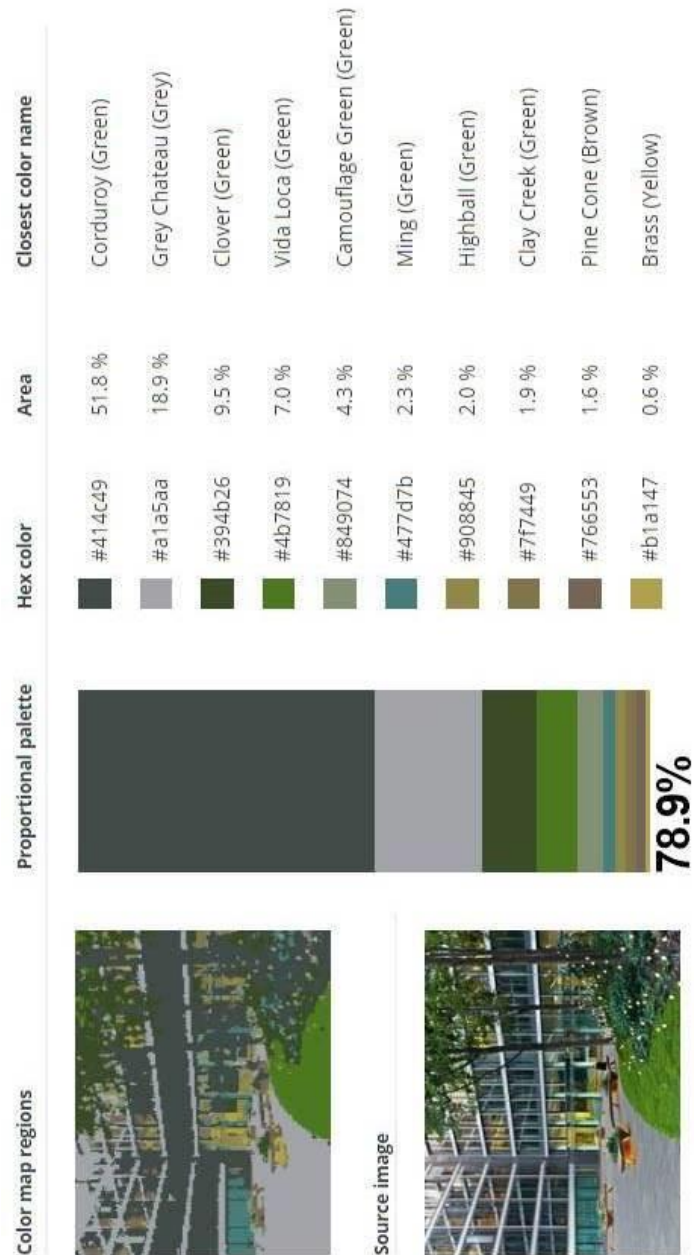 Color map regions Proportional palette Hex color Area Closest color name
#414c49 51.8 % Corduroy (Green)
#a1a5aa 18.9 % Grey Chateau (Grey)
#394b26 9.5 % Clover (Green)
#4b7819 7.0 % Vida Loca (Green)
#849074 4.3 % Camouflage Green (Green)
#477d7b 2.3 % Ming (Green)
#908845 2.0 % Highball (Green)
#7f7449 1.9 % Clay Creek (Green)
#766553 1.6 % Pine Cone (Brown)
#b1a147 0.6 % Brass (Yellow)
Source image
78.9%